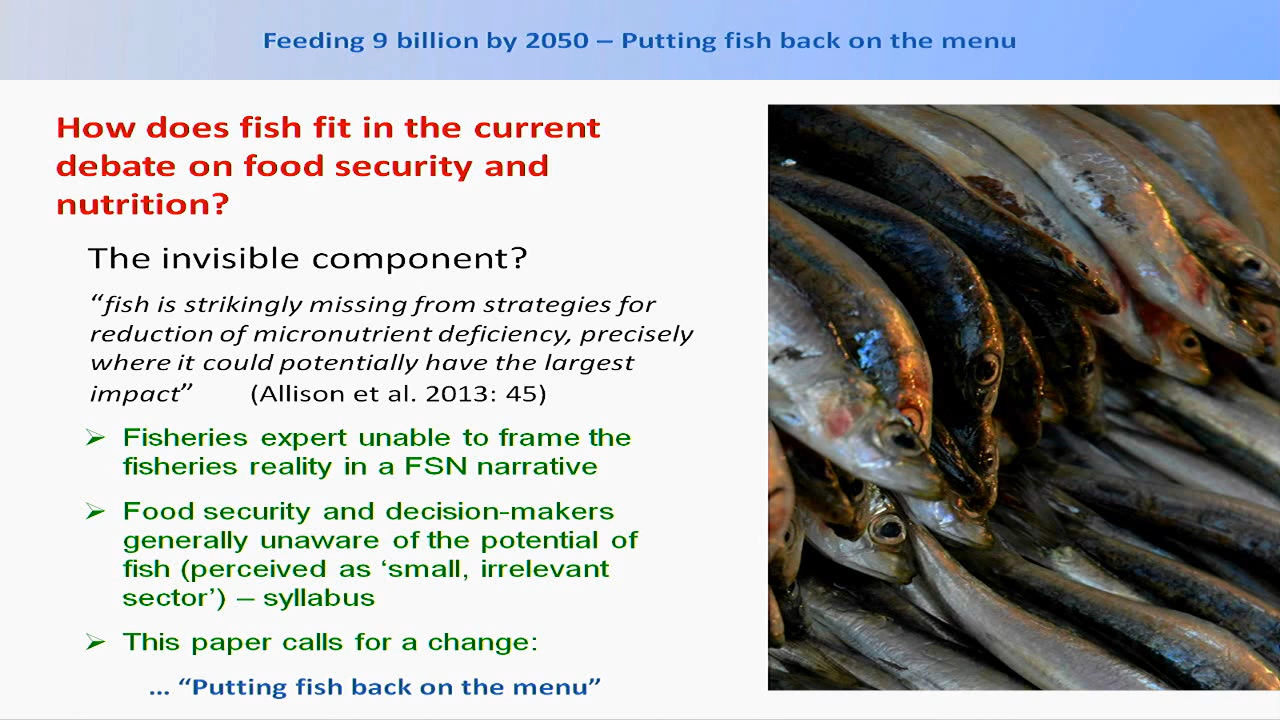 Feeding 9 billion by 2050 – Putting fish back on the menu
How does fish fit in the current
debate on food security and
nutrition?
The invisible component?
“fish is strikingly missing from strategies for
reduction of micronutrient deficiency, precisely
where it could potentially have the largest
impact” (Allison et al. 2013: 45)
➢ Fisheries expert unable to frame the
fisheries reality in a FSN narrative
➢ Food security and decision-makers
generally unaware of the potential of
fish (perceived as ‘small, irrelevant
sector’) – syllabus
➢ This paper calls for a change:
... “Putting fish back on the menu”